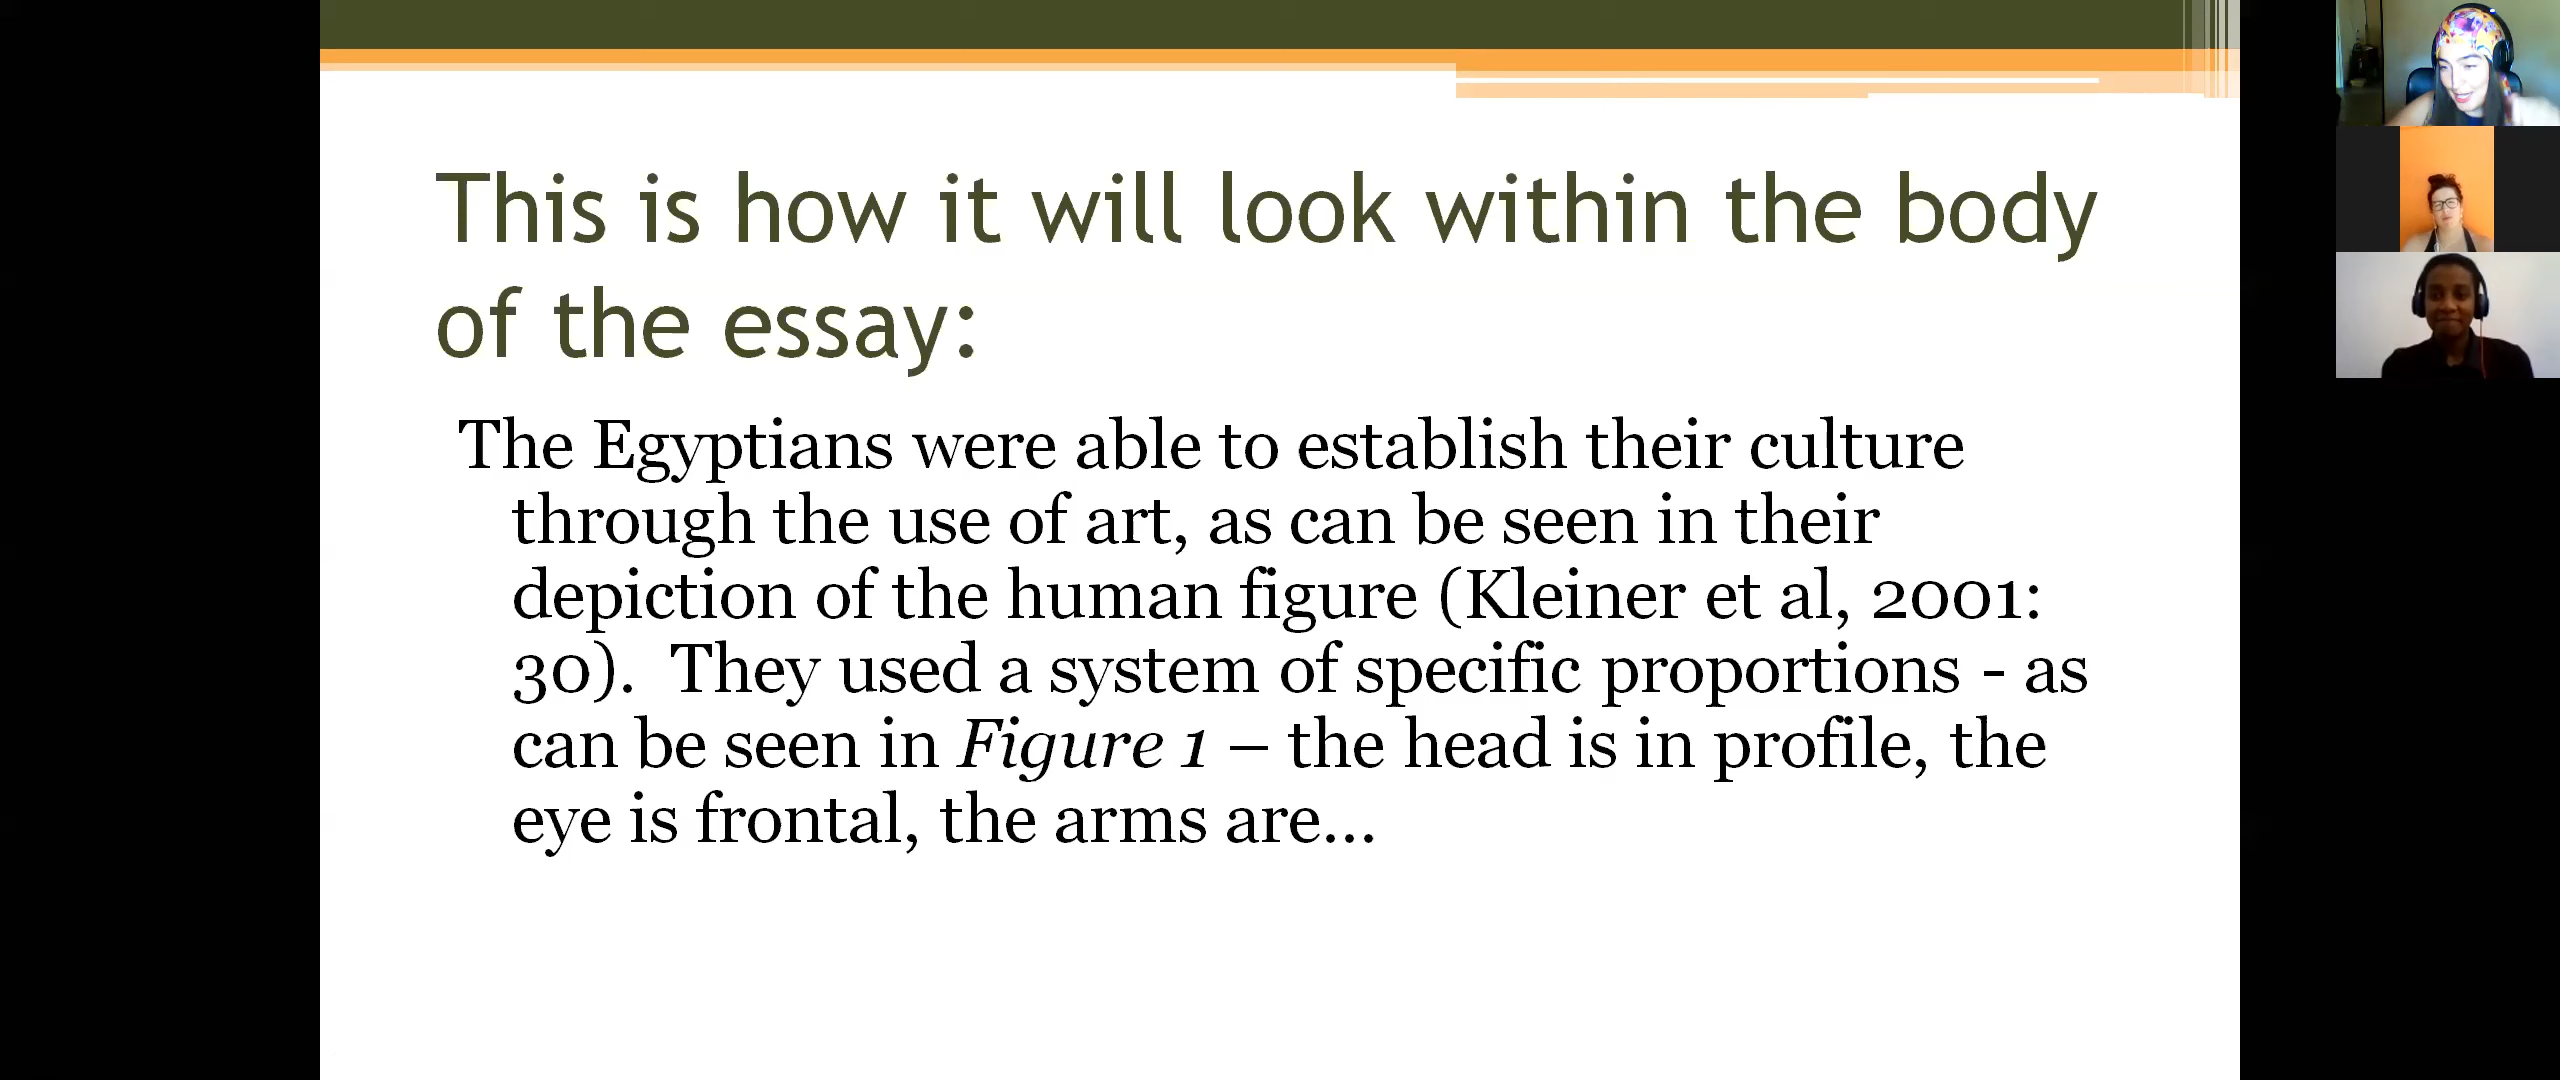 This is how it will look within the body
of the essay:
The Egyptians were able to establish their culture
through the use of art, as can be seen in their
depiction of the human figure (Kleiner et al, 2001:
30).  They used a system of specific proportions - as
can be seen in Figure 1 – the head is in profile, the
eye is frontal, the arms are…